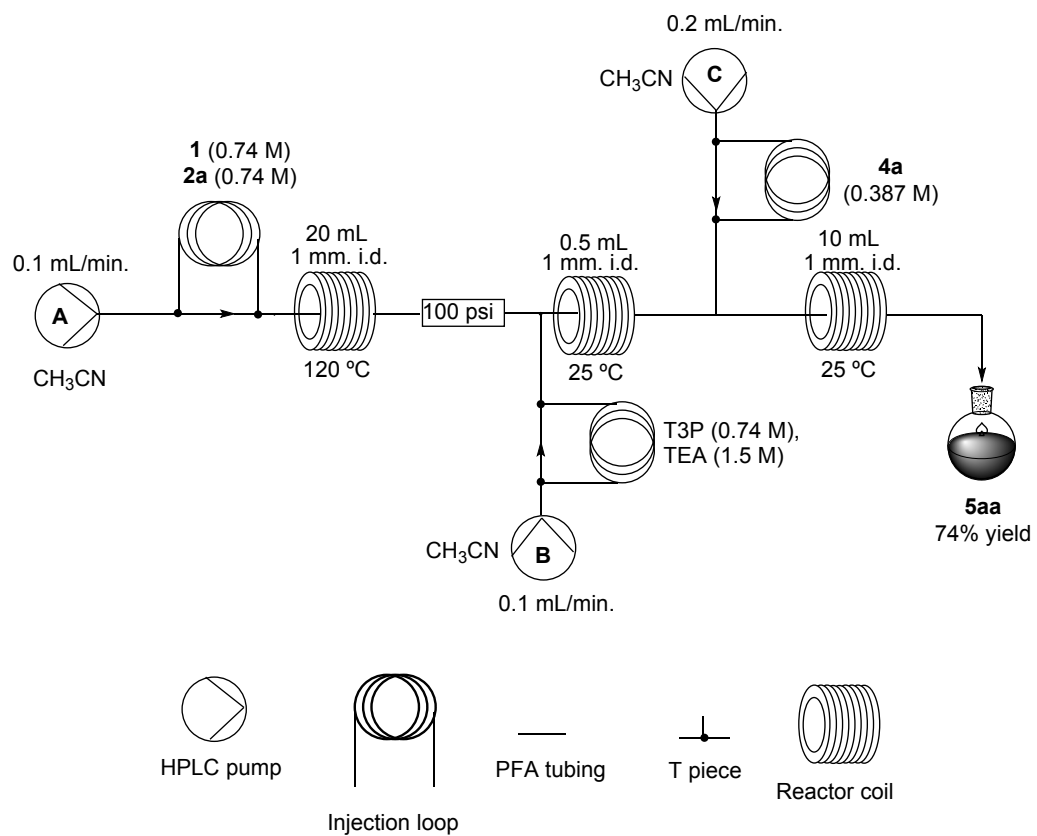 0.2 mL/min.
C
CH₃CN
1 (0.74 M)
2a (0.74 M)
4a
(0.387 M)
0.1 mL/min.
20 mL
1 mm. i.d.
0.5 mL
1 mm. i.d.
10 mL
1 mm. i.d.
A
100 psi
CH₃CN
120 ºC
25 ºC
25 ºC
T3P (0.74 M),
TEA (1.5 M)
CH₃CN
B
0.1 mL/min.
5aa
74% yield
HPLC pump
Injection loop
PFA tubing
T piece
Reactor coil